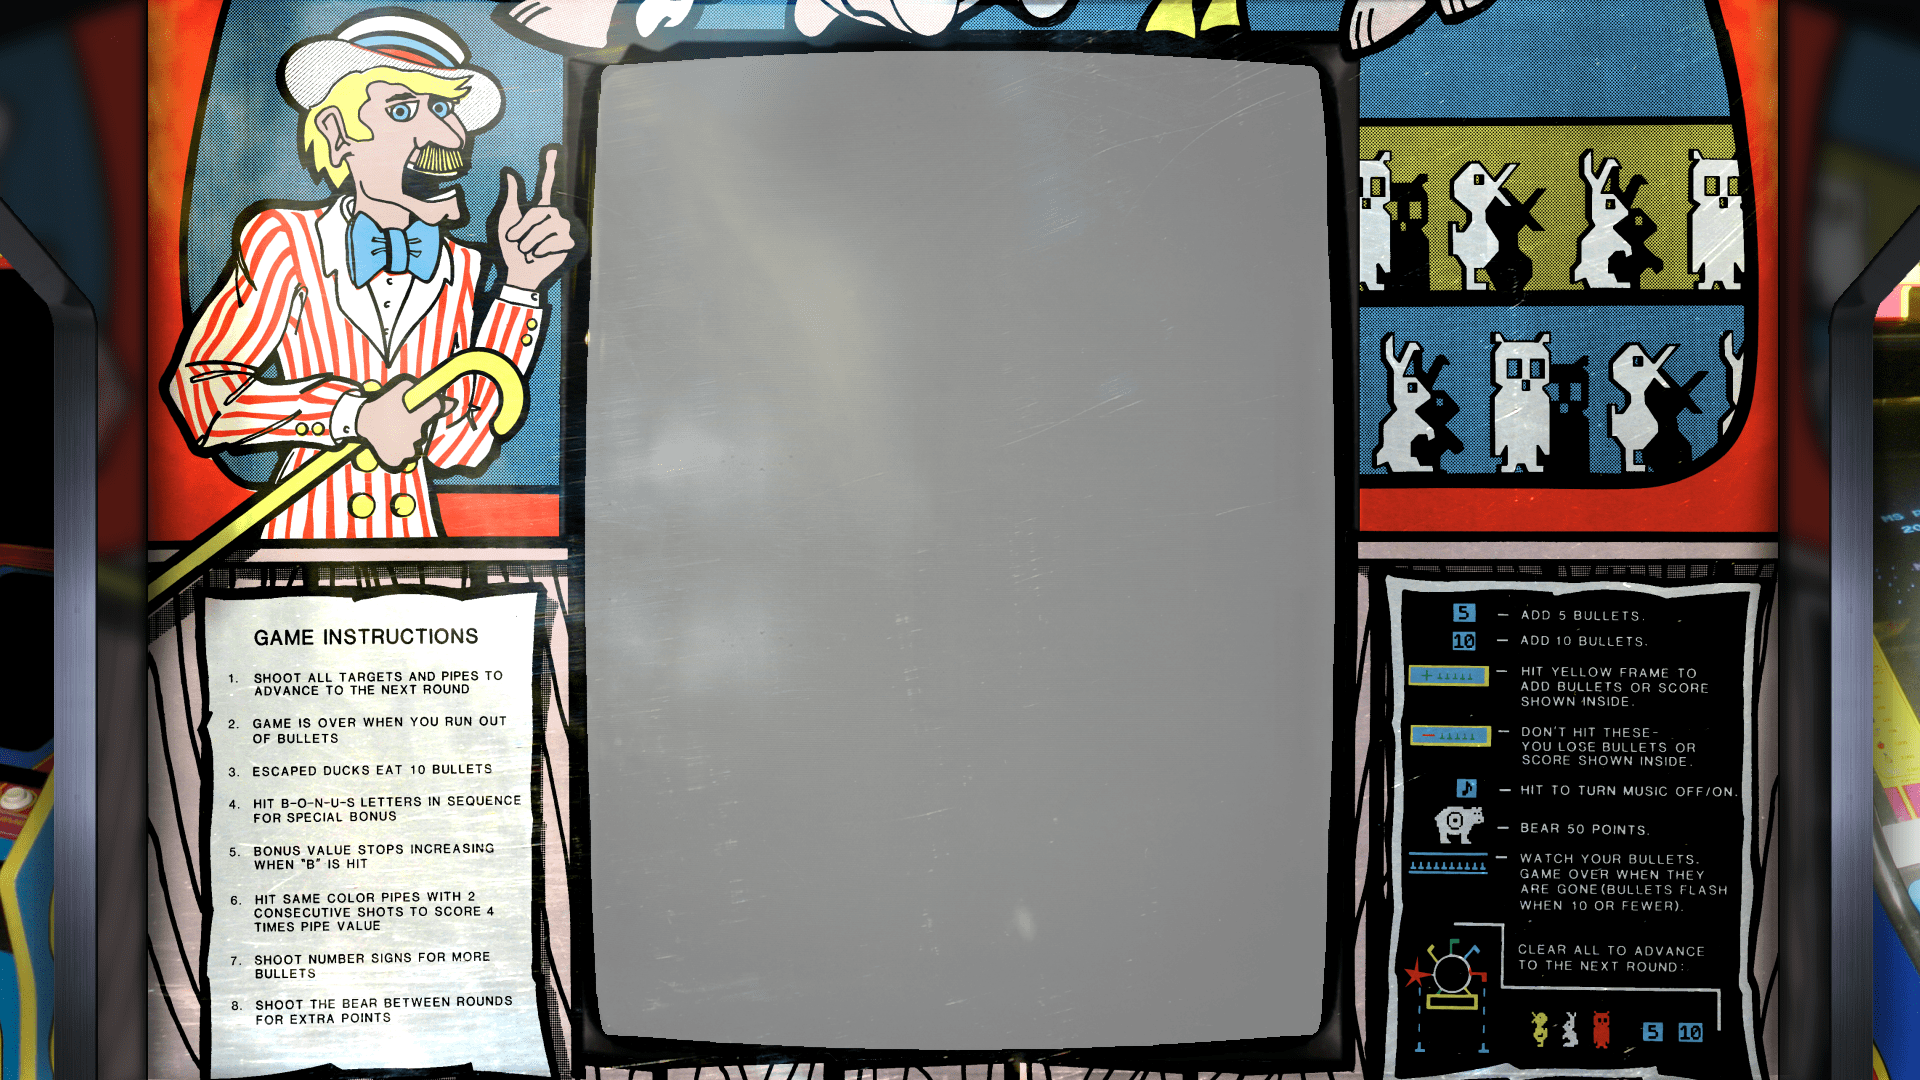 GAME INSTRUCTIONS
1. SHOOT ALL TARGETS AND PIPES TO
ADVANCE TO THE NEXT ROUND
2. GAME IS OVER WHEN YOU RUN OUT
OF BULLETS
3. ESCAPED DUCKS EAT 10 BULLETS
4. HIT B-O-N-U-S LETTERS IN SEQUENCE
FOR SPECIAL BONUS
5. BONUS VALUE STOPS INCREASING
WHEN "B" IS HIT
6. HIT SAME COLOR PIPES WITH 2
CONSECUTIVE SHOTS TO SCORE 4
TIMES PIPE VALUE
7. SHOOT NUMBER SIGNS FOR MORE
BULLETS
8. SHOOT THE BEAR BETWEEN ROUNDS
FOR EXTRA POINTS
5 — ADD 5 BULLETS.
10 — ADD 10 BULLETS.
— HIT YELLOW FRAME TO
ADD BULLETS OR SCORE
SHOWN INSIDE.
— DON'T HIT THESE-
YOU LOSE BULLETS OR
SCORE SHOWN INSIDE.
♪ — HIT TO TURN MUSIC OFF/ON.
— BEAR 50 POINTS.
— WATCH YOUR BULLETS.
GAME OVER WHEN THEY
ARE GONE(BULLETS FLASH
WHEN 10 OR FEWER).
CLEAR ALL TO ADVANCE
TO THE NEXT ROUND:
5 10